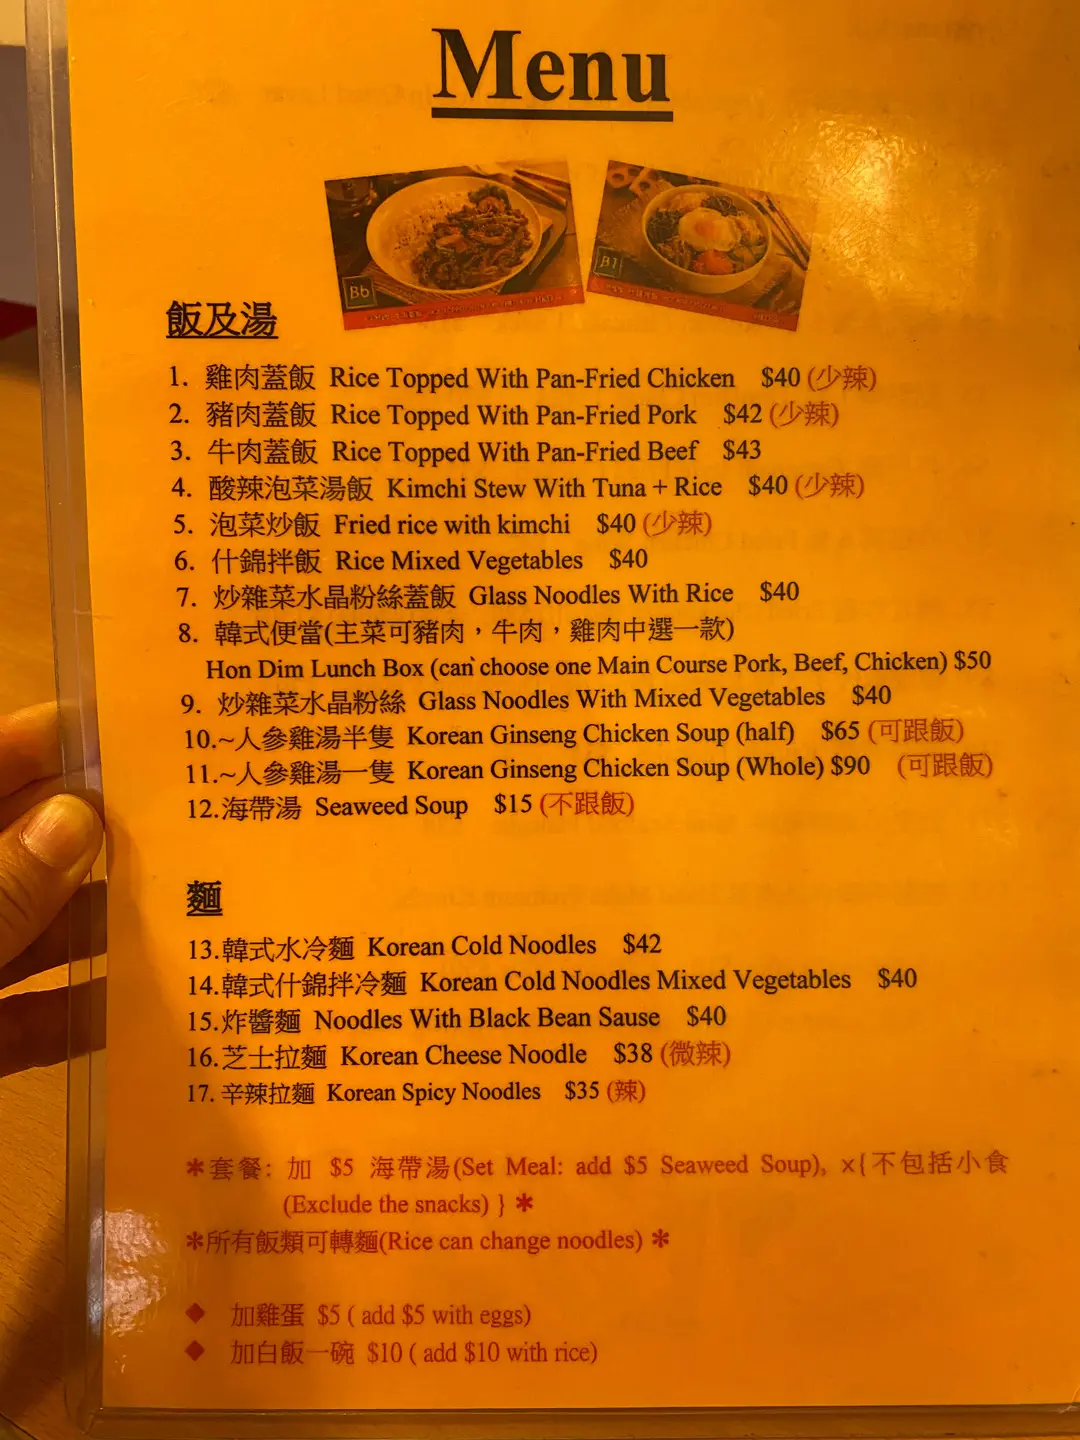 Menu
B6
B1
飯及湯
1. 雞肉蓋飯 Rice Topped With Pan-Fried Chicken $40 (少辣)
2. 豬肉蓋飯 Rice Topped With Pan-Fried Pork $42 (少辣)
3. 牛肉蓋飯 Rice Topped With Pan-Fried Beef $43
4. 酸辣泡菜湯飯 Kimchi Stew With Tuna + Rice $40 (少辣)
5. 泡菜炒飯 Fried rice with kimchi $40 (少辣)
6. 什錦拌飯 Rice Mixed Vegetables $40
7. 炒雜菜水晶粉絲蓋飯 Glass Noodles With Rice $40
8. 韓式便當(主菜可豬肉，牛肉，雞肉中選一款)
Hon Dim Lunch Box (can`choose one Main Course Pork, Beef, Chicken) $50
9. 炒雜菜水晶粉絲 Glass Noodles With Mixed Vegetables $40
10.~人參雞湯半隻 Korean Ginseng Chicken Soup (half) $65 (可跟飯)
11.~人參雞湯一隻 Korean Ginseng Chicken Soup (Whole) $90 (可跟飯)
12.海帶湯 Seaweed Soup $15 (不跟飯)
麵
13.韓式水冷麵 Korean Cold Noodles $42
14.韓式什錦拌冷麵 Korean Cold Noodles Mixed Vegetables $40
15.炸醬麵 Noodles With Black Bean Sause $40
16.芝士拉麵 Korean Cheese Noodle $38 (微辣)
17. 辛辣拉麵 Korean Spicy Noodles $35 (辣)
*套餐: 加 $5 海帶湯(Set Meal: add $5 Seaweed Soup), x{不包括小食
(Exclude the snacks) } *
*所有飯類可轉麵(Rice can change noodles) *
◆ 加雞蛋 $5 ( add $5 with eggs)
◆ 加白飯一碗 $10 ( add $10 with rice)